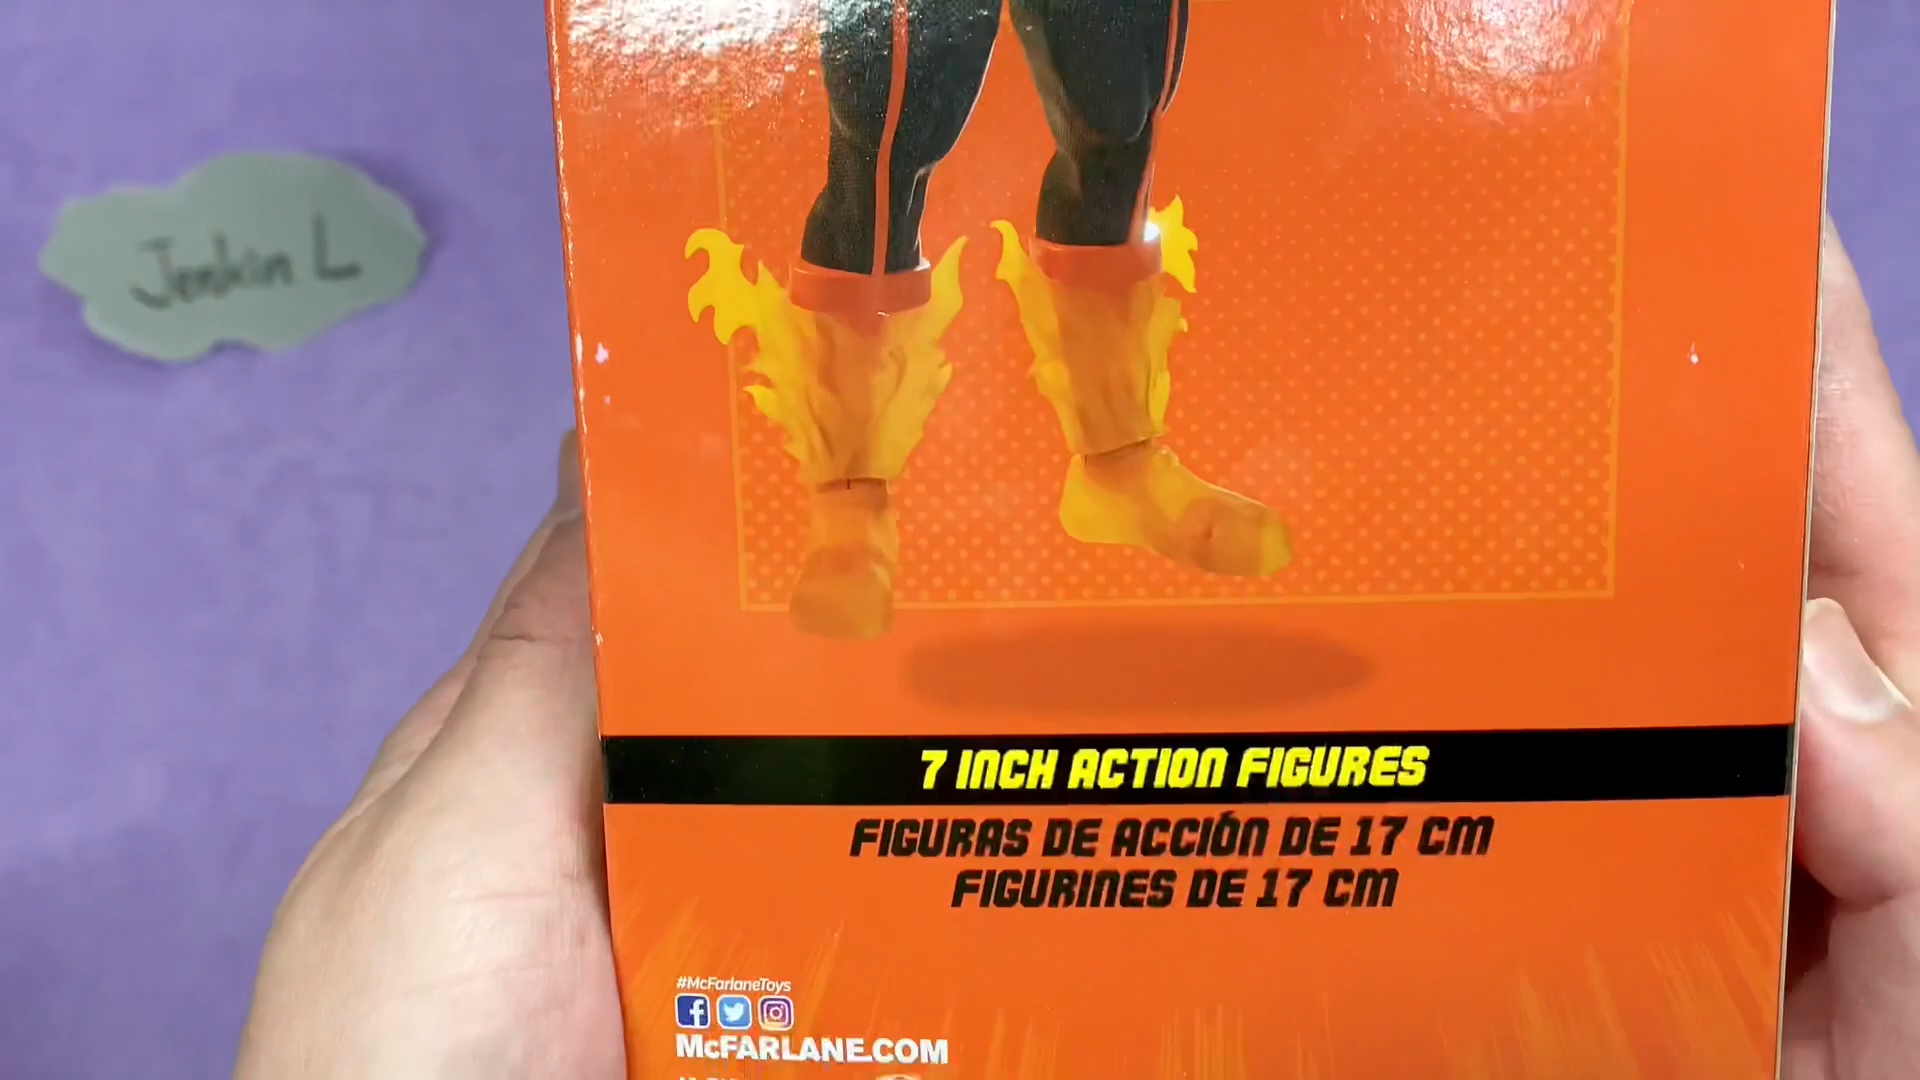 Jenkin L
7 INCH ACTION FIGURES
FIGURAS DE ACCIÓN DE 17 CM
FIGURINES DE 17 CM
#McFarlaneToys
McFARLANE.COM